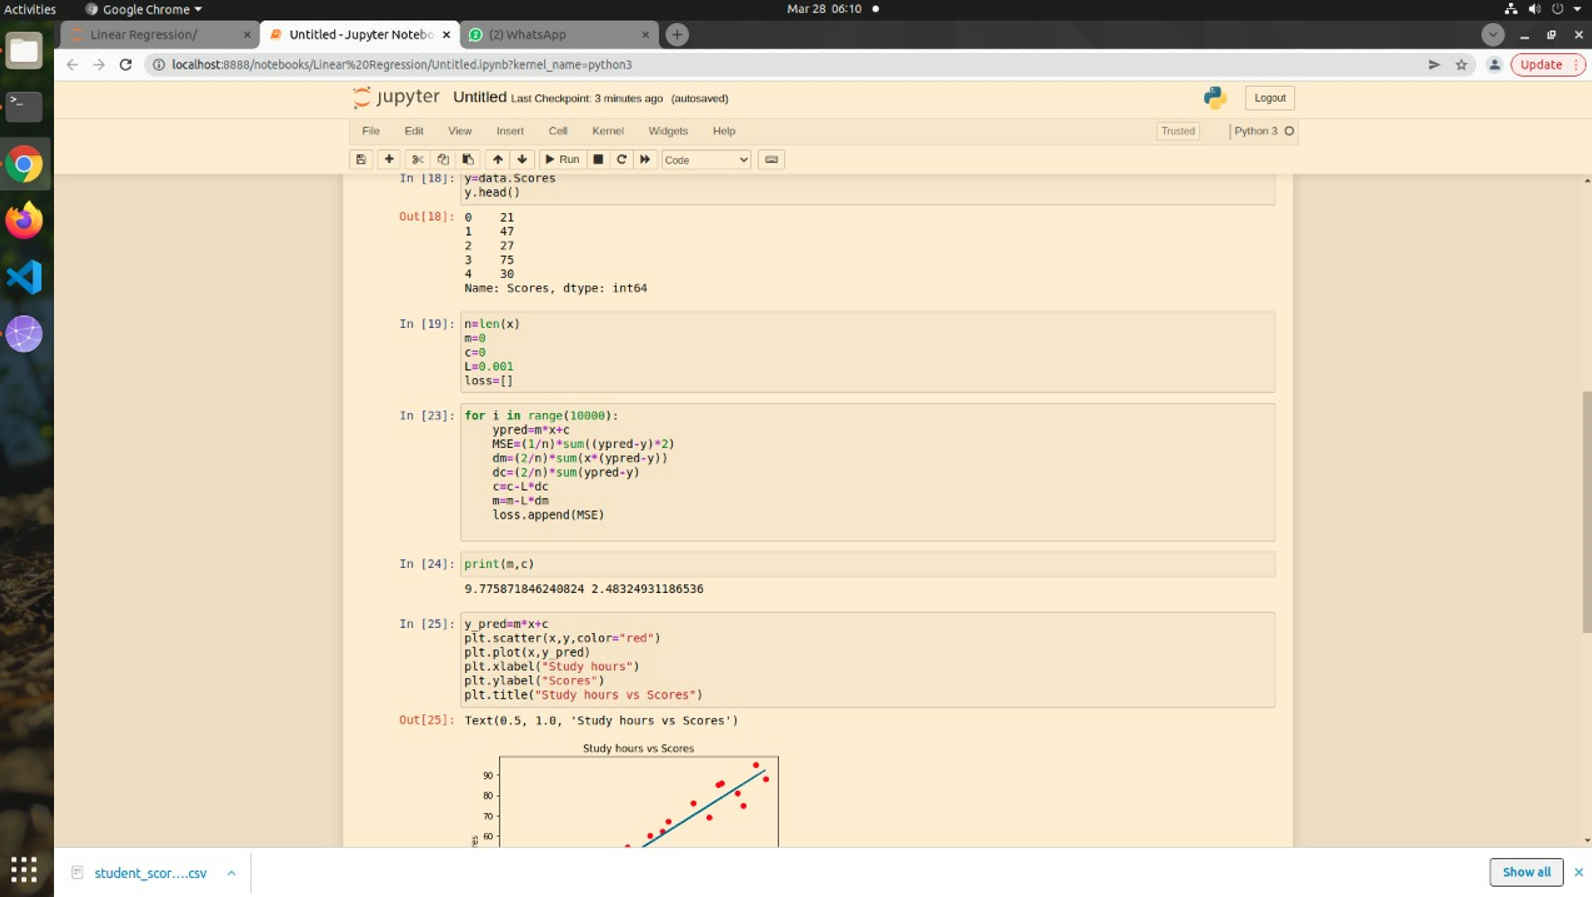 Activities
Google Chrome
Mar 28 06:10
Linear Regression/
Untitled - Jupyter Notebo
(2) WhatsApp
localhost:8888/notebooks/Linear%20Regression/Untitled.ipynb?kernel_name=python3
Update
jupyter Untitled Last Checkpoint: 3 minutes ago (autosaved)
Logout
File Edit View Insert Cell Kernel Widgets Help
Trusted Python 3
Run
Code
In [18]: y=data.Scores
y.head()
Out[18]: 0 21
1 47
2 27
3 75
4 30
Name: Scores, dtype: int64
In [19]: n=len(x)
m=0
c=0
L=0.001
loss=[]
In [23]: for i in range(10000):
ypred=m*x+c
MSE=(1/n)*sum((ypred-y)*2)
dm=(2/n)*sum(x*(ypred-y))
dc=(2/n)*sum(ypred-y)
c=c-L*dc
m=m-L*dm
loss.append(MSE)
In [24]: print(m,c)
9.775871846240824 2.48324931186536
In [25]: y_pred=m*x+c
plt.scatter(x,y,color="red")
plt.plot(x,y_pred)
plt.xlabel("Study hours")
plt.ylabel("Scores")
plt.title("Study hours vs Scores")
Out[25]: Text(0.5, 1.0, 'Study hours vs Scores')
Study hours vs Scores
90
80
70
60
student_scor....csv
Show all